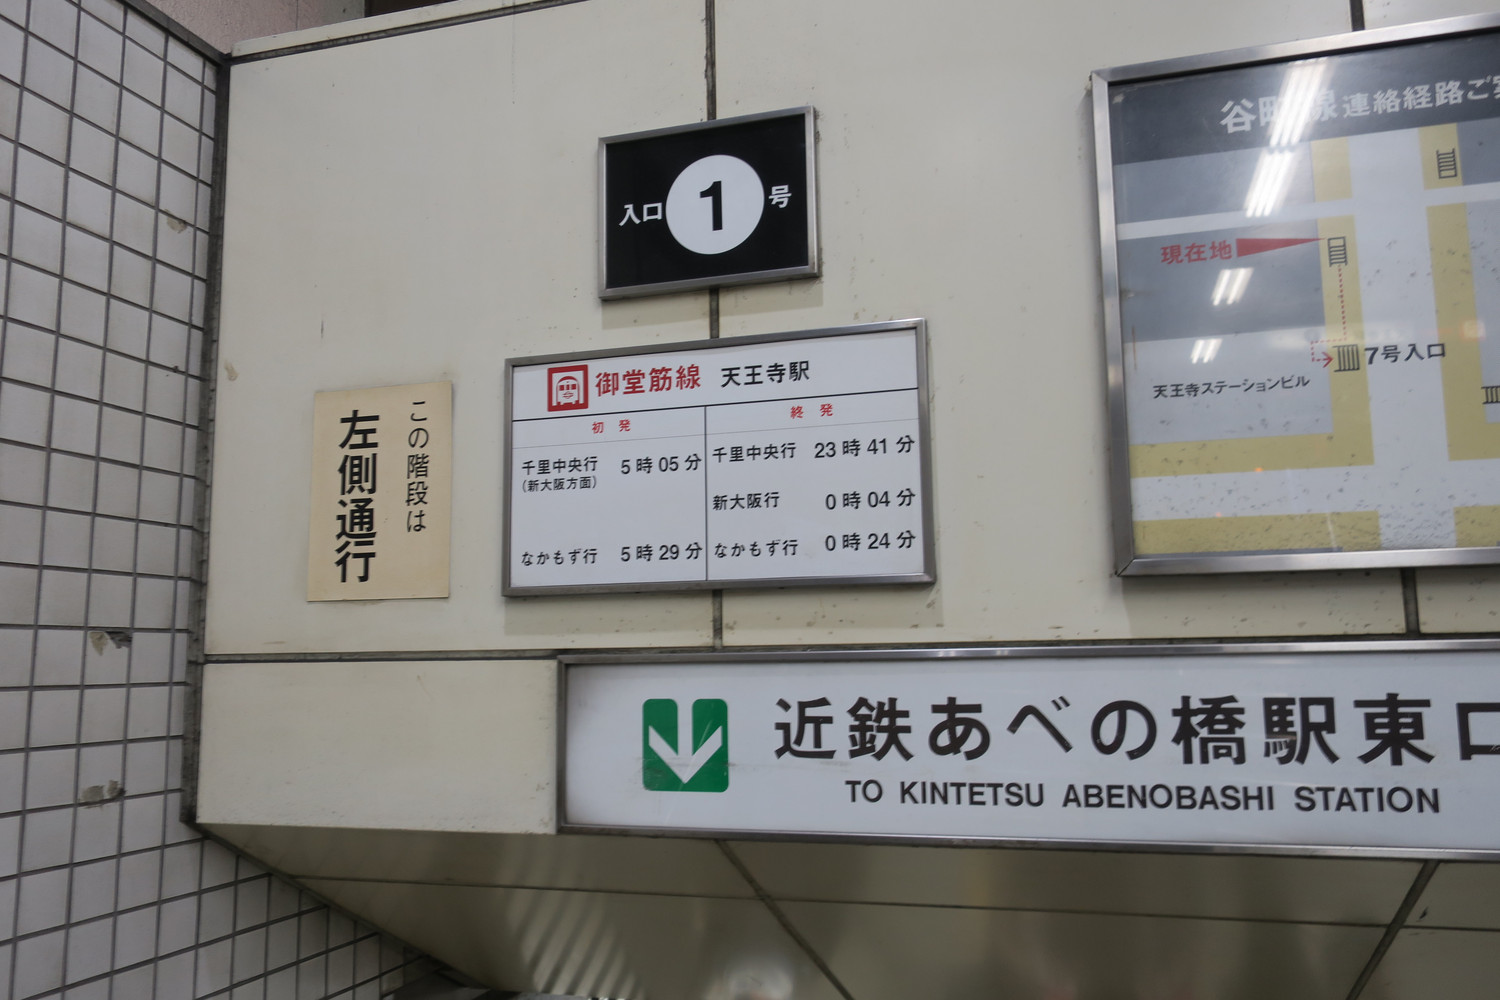 入口 1 号
谷町線連絡経路ご
現在地
7号入口
天王寺ステーションビル
御堂筋線 天王寺駅
初発 終発
千里中央行 5時05分 千里中央行 23時41分
(新大阪方面)
新大阪行 0時04分
なかもず行 5時29分 なかもず行 0時24分
この階段は
左側通行
近鉄あべの橋駅東口
TO KINTETSU ABENOBASHI STATION